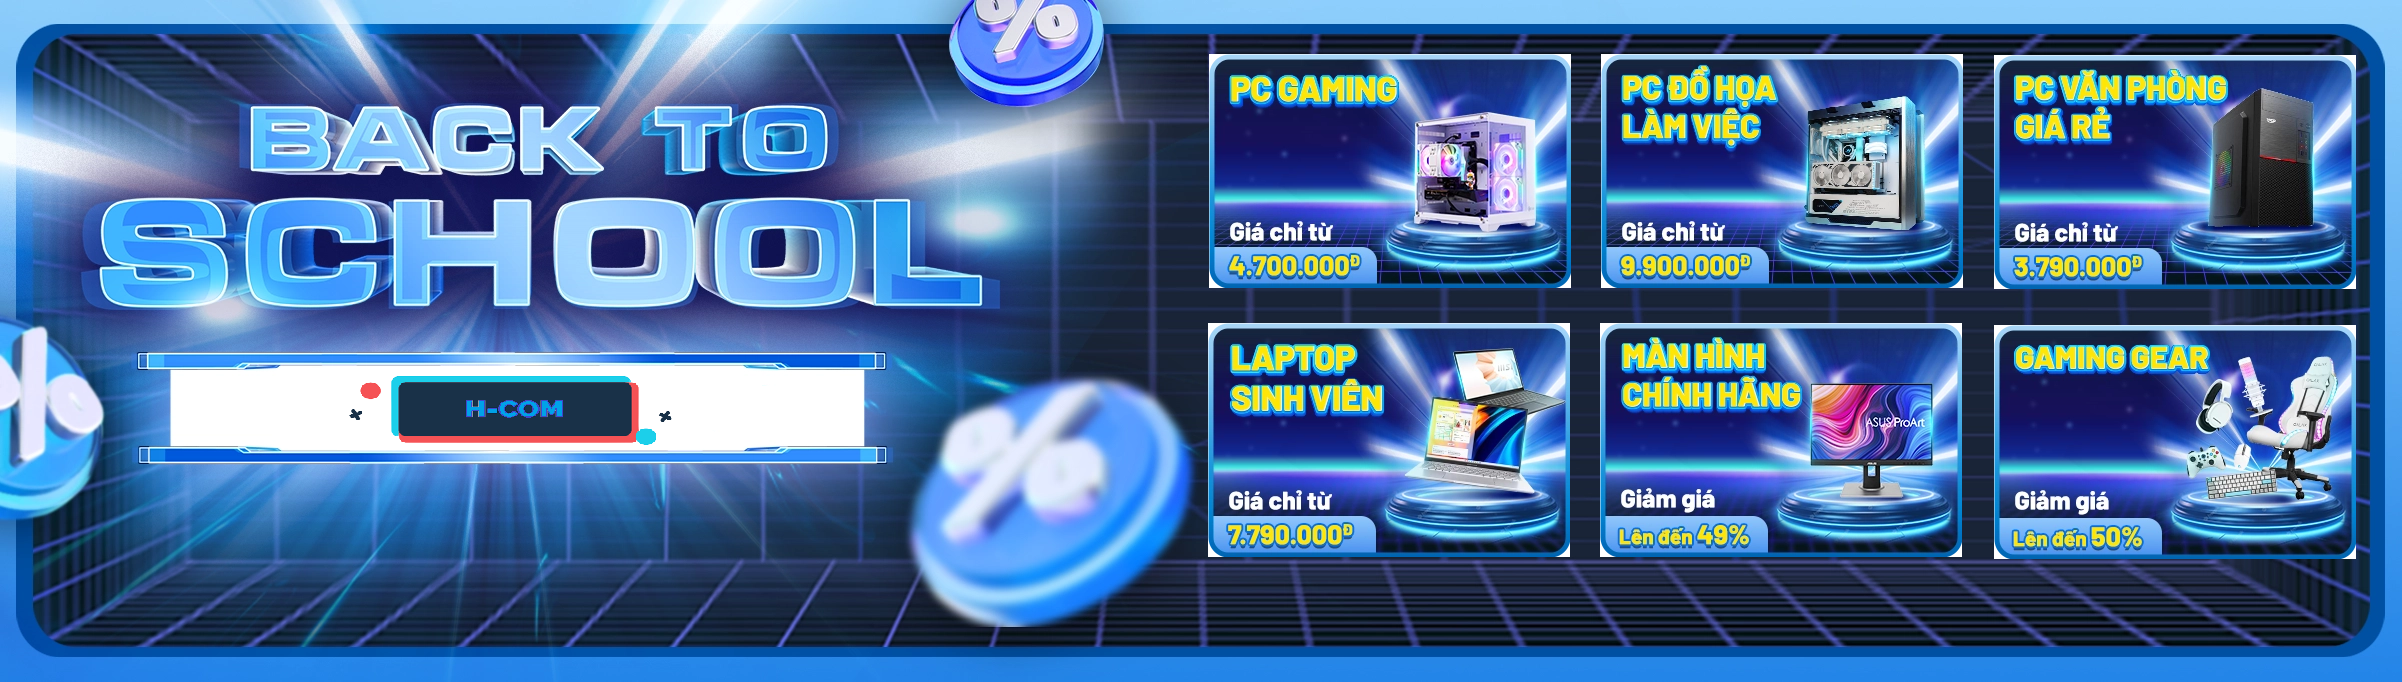 BACK TO
SCHOOL
H-COM
PC GAMING
Giá chỉ từ
4.700.000Đ
PC ĐỒ HỌA
LÀM VIỆC
Giá chỉ từ
9.900.000Đ
PC VĂN PHÒNG
GIÁ RẺ
Giá chỉ từ
3.790.000Đ
LAPTOP
SINH VIÊN
Giá chỉ từ
7.790.000Đ
MÀN HÌNH
CHÍNH HÃNG
ASUS ProArt
Giảm giá
Lên đến 49%
GAMING GEAR
Giảm giá
Lên đến 50%